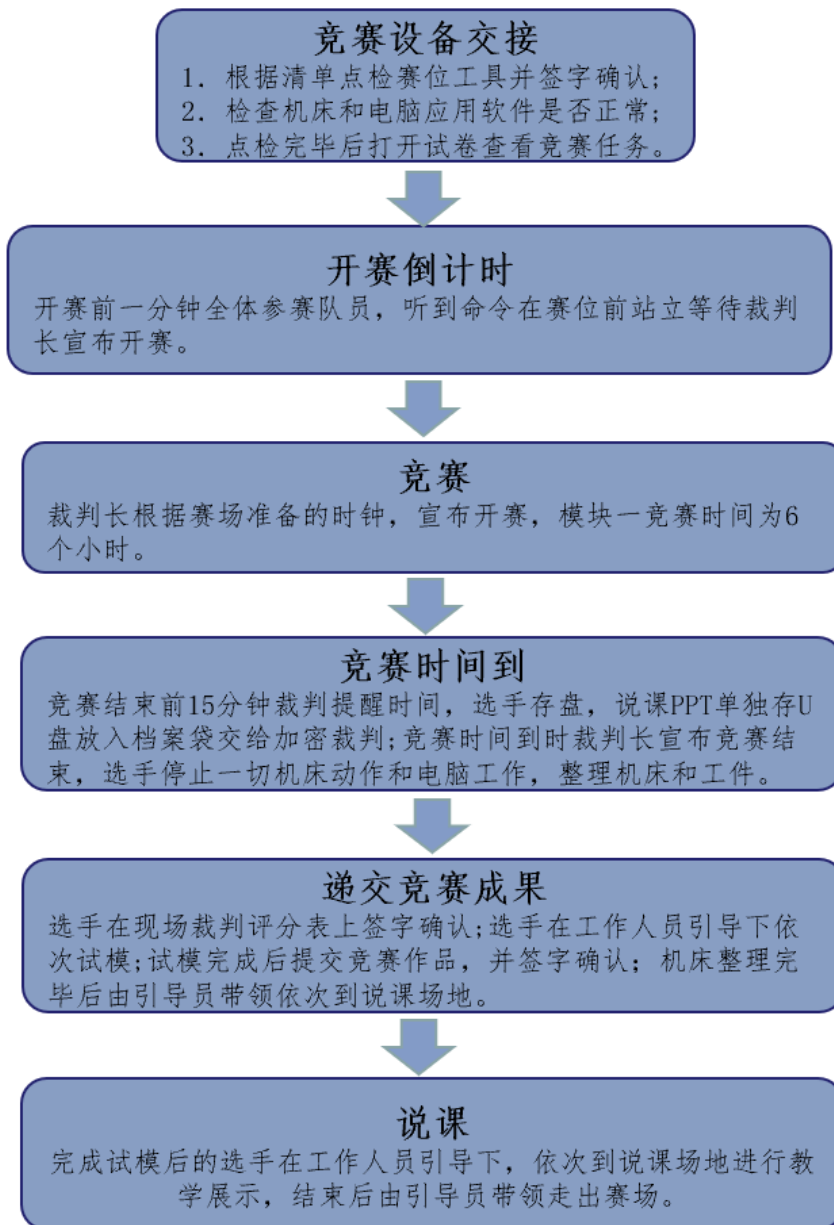 竞赛设备交接
1. 根据清单点检赛位工具并签字确认;
2. 检查机床和电脑应用软件是否正常;
3. 点检完毕后打开试卷查看竞赛任务。
开赛倒计时
开赛前一分钟全体参赛队员，听到命令在赛位前站立等待裁判
长宣布开赛。
竞赛
裁判长根据赛场准备的时钟，宣布开赛，模块一竞赛时间为6
个小时。
竞赛时间到
竞赛结束前15分钟裁判提醒时间，选手存盘，说课PPT单独存U
盘放入档案袋交给加密裁判;竞赛时间到时裁判长宣布竞赛结
束，选手停止一切机床动作和电脑工作，整理机床和工件。
递交竞赛成果
选手在现场裁判评分表上签字确认;选手在工作人员引导下依
次试模;试模完成后提交竞赛作品，并签字确认；机床整理完
毕后由引导员带领依次到说课场地。
说课
完成试模后的选手在工作人员引导下，依次到说课场地进行教
学展示，结束后由引导员带领走出赛场。